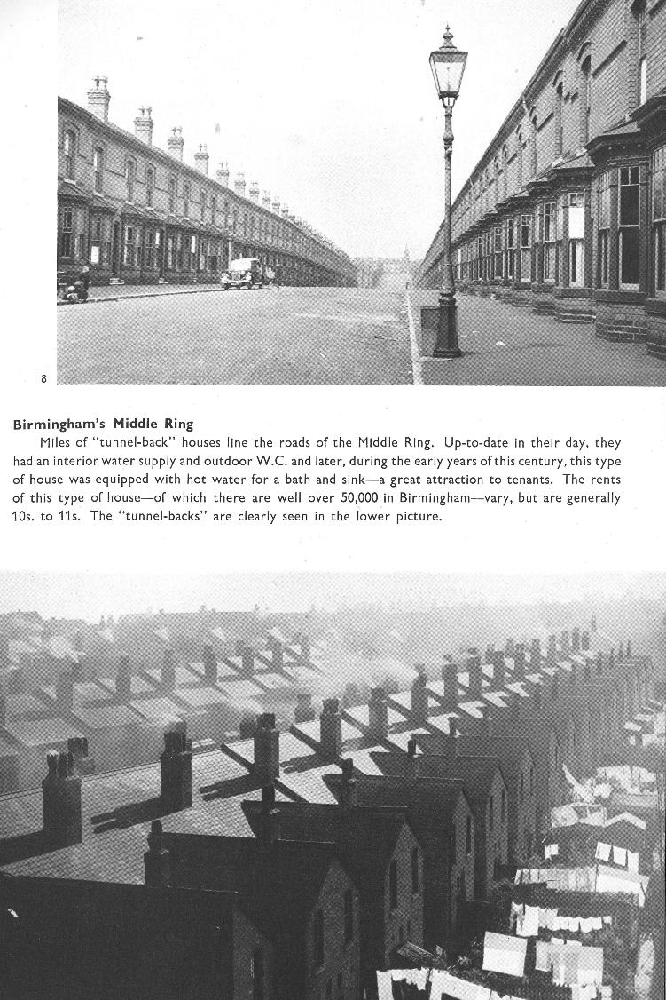 8
Birmingham's Middle Ring
Miles of "tunnel-back" houses line the roads of the Middle Ring. Up-to-date in their day, they
had an interior water supply and outdoor W.C. and later, during the early years of this century, this type
of house was equipped with hot water for a bath and sink—a great attraction to tenants. The rents
of this type of house—of which there are well over 50,000 in Birmingham—vary, but are generally
10s. to 11s. The "tunnel-backs" are clearly seen in the lower picture.